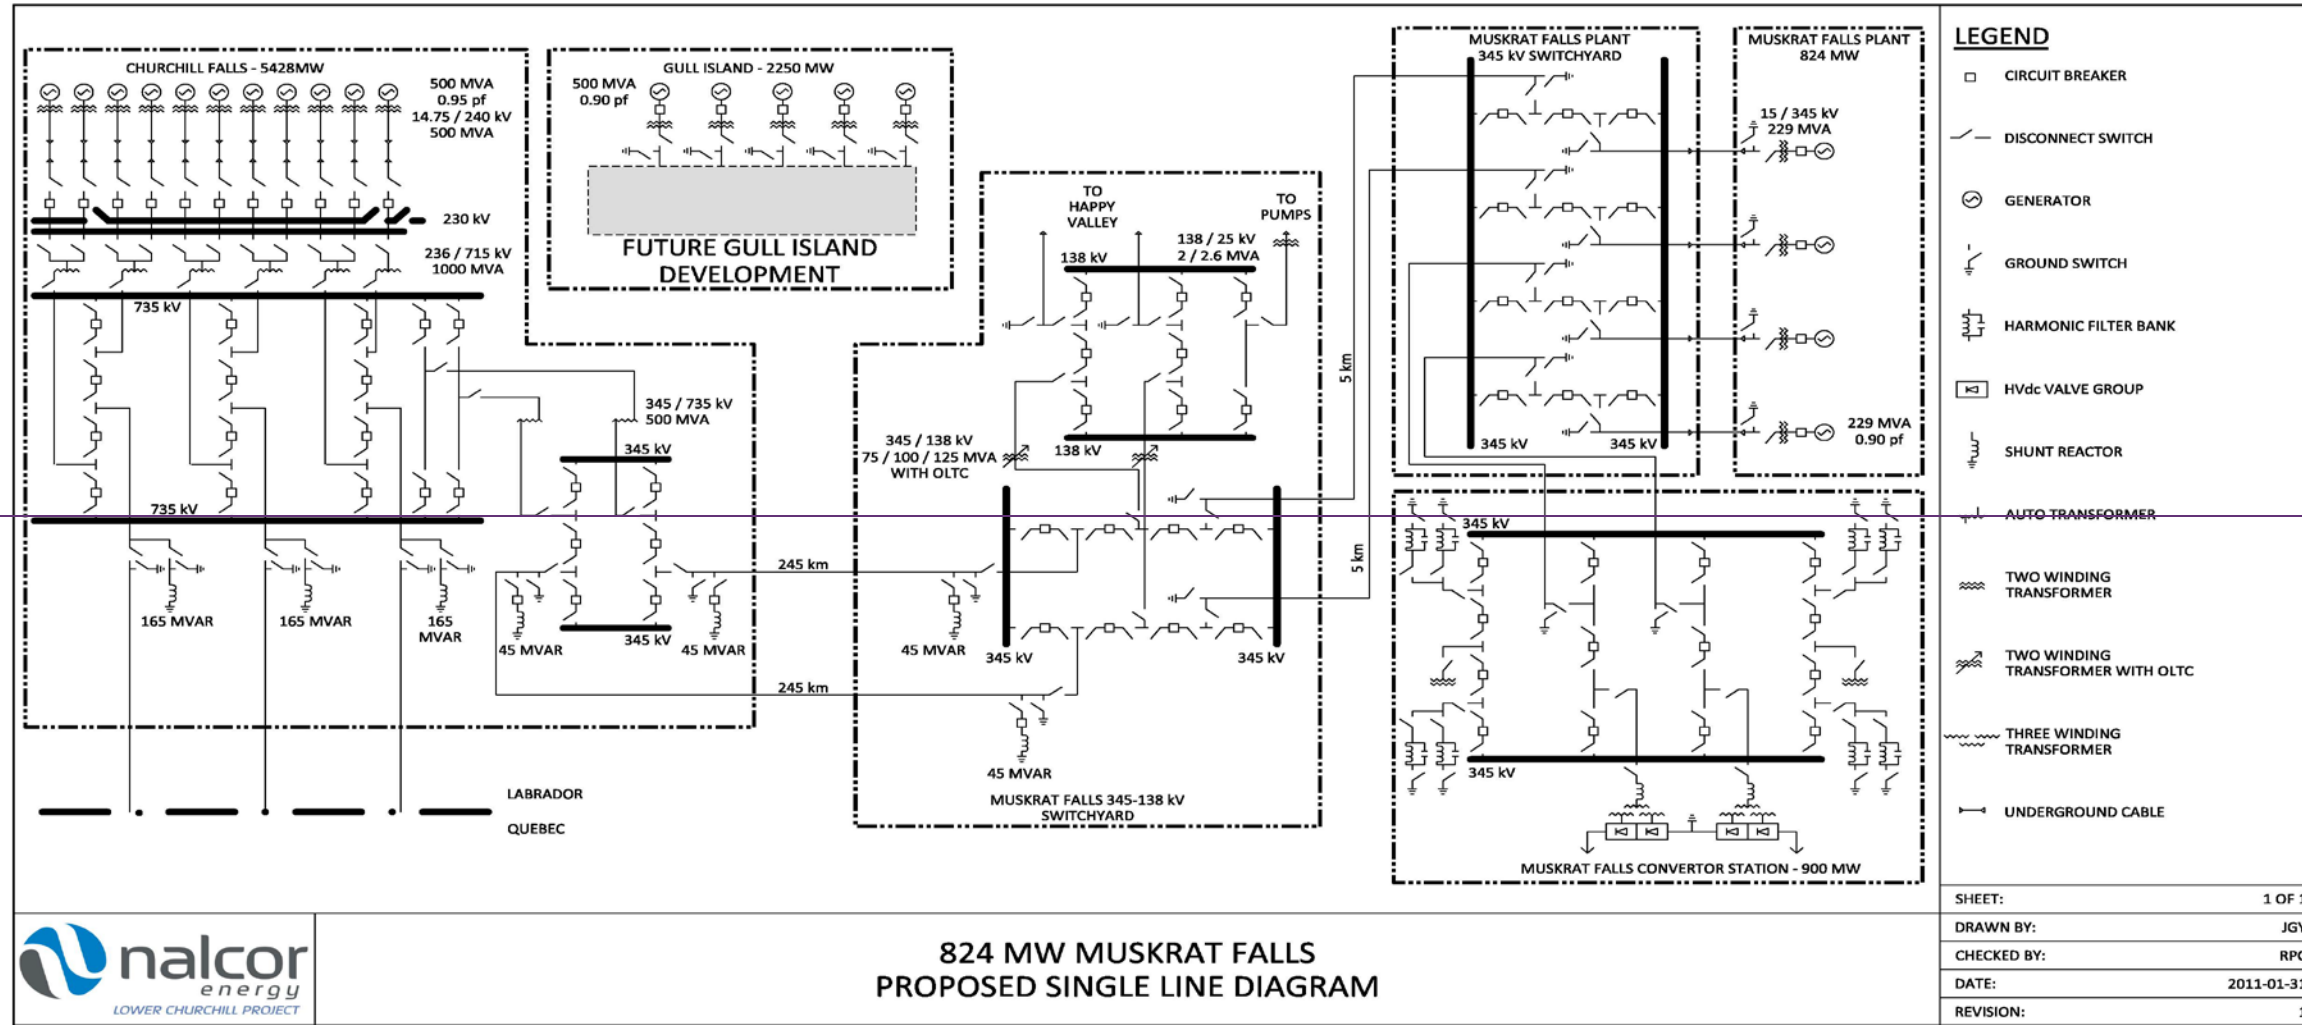 CHURCHILL FALLS - 5428MW
500 MVA
0.95 pf
14.75 / 240 kV
500 MVA
230 kV
236 / 715 kV
1000 MVA
735 kV
735 kV
345 / 735 kV
500 MVA
345 kV
345 kV
165 MVAR
165 MVAR
165
MVAR
45 MVAR
45 MVAR
245 km
245 km
LABRADOR
QUEBEC
GULL ISLAND - 2250 MW
500 MVA
0.90 pf
FUTURE GULL ISLAND
DEVELOPMENT
TO
HAPPY
VALLEY
TO
PUMPS
138 / 25 kV
2 / 2.6 MVA
138 kV
138 kV
345 / 138 kV
75 / 100 / 125 MVA
WITH OLTC
45 MVAR
345 kV
345 kV
45 MVAR
MUSKRAT FALLS 345-138 kV
SWITCHYARD
5 km
5 km
MUSKRAT FALLS PLANT
345 kV SWITCHYARD
345 kV
345 kV
MUSKRAT FALLS PLANT
824 MW
15 / 345 kV
229 MVA
229 MVA
0.90 pf
345 kV
345 kV
MUSKRAT FALLS CONVERTOR STATION - 900 MW
LEGEND
CIRCUIT BREAKER
DISCONNECT SWITCH
GENERATOR
GROUND SWITCH
HARMONIC FILTER BANK
HVdc VALVE GROUP
SHUNT REACTOR
AUTO TRANSFORMER
TWO WINDING
TRANSFORMER
TWO WINDING
TRANSFORMER WITH OLTC
THREE WINDING
TRANSFORMER
UNDERGROUND CABLE
SHEET: 1 OF 1
DRAWN BY: JGY
CHECKED BY: RPC
DATE: 2011-01-31
REVISION: 1
nalcor
energy
LOWER CHURCHILL PROJECT
824 MW MUSKRAT FALLS
PROPOSED SINGLE LINE DIAGRAM